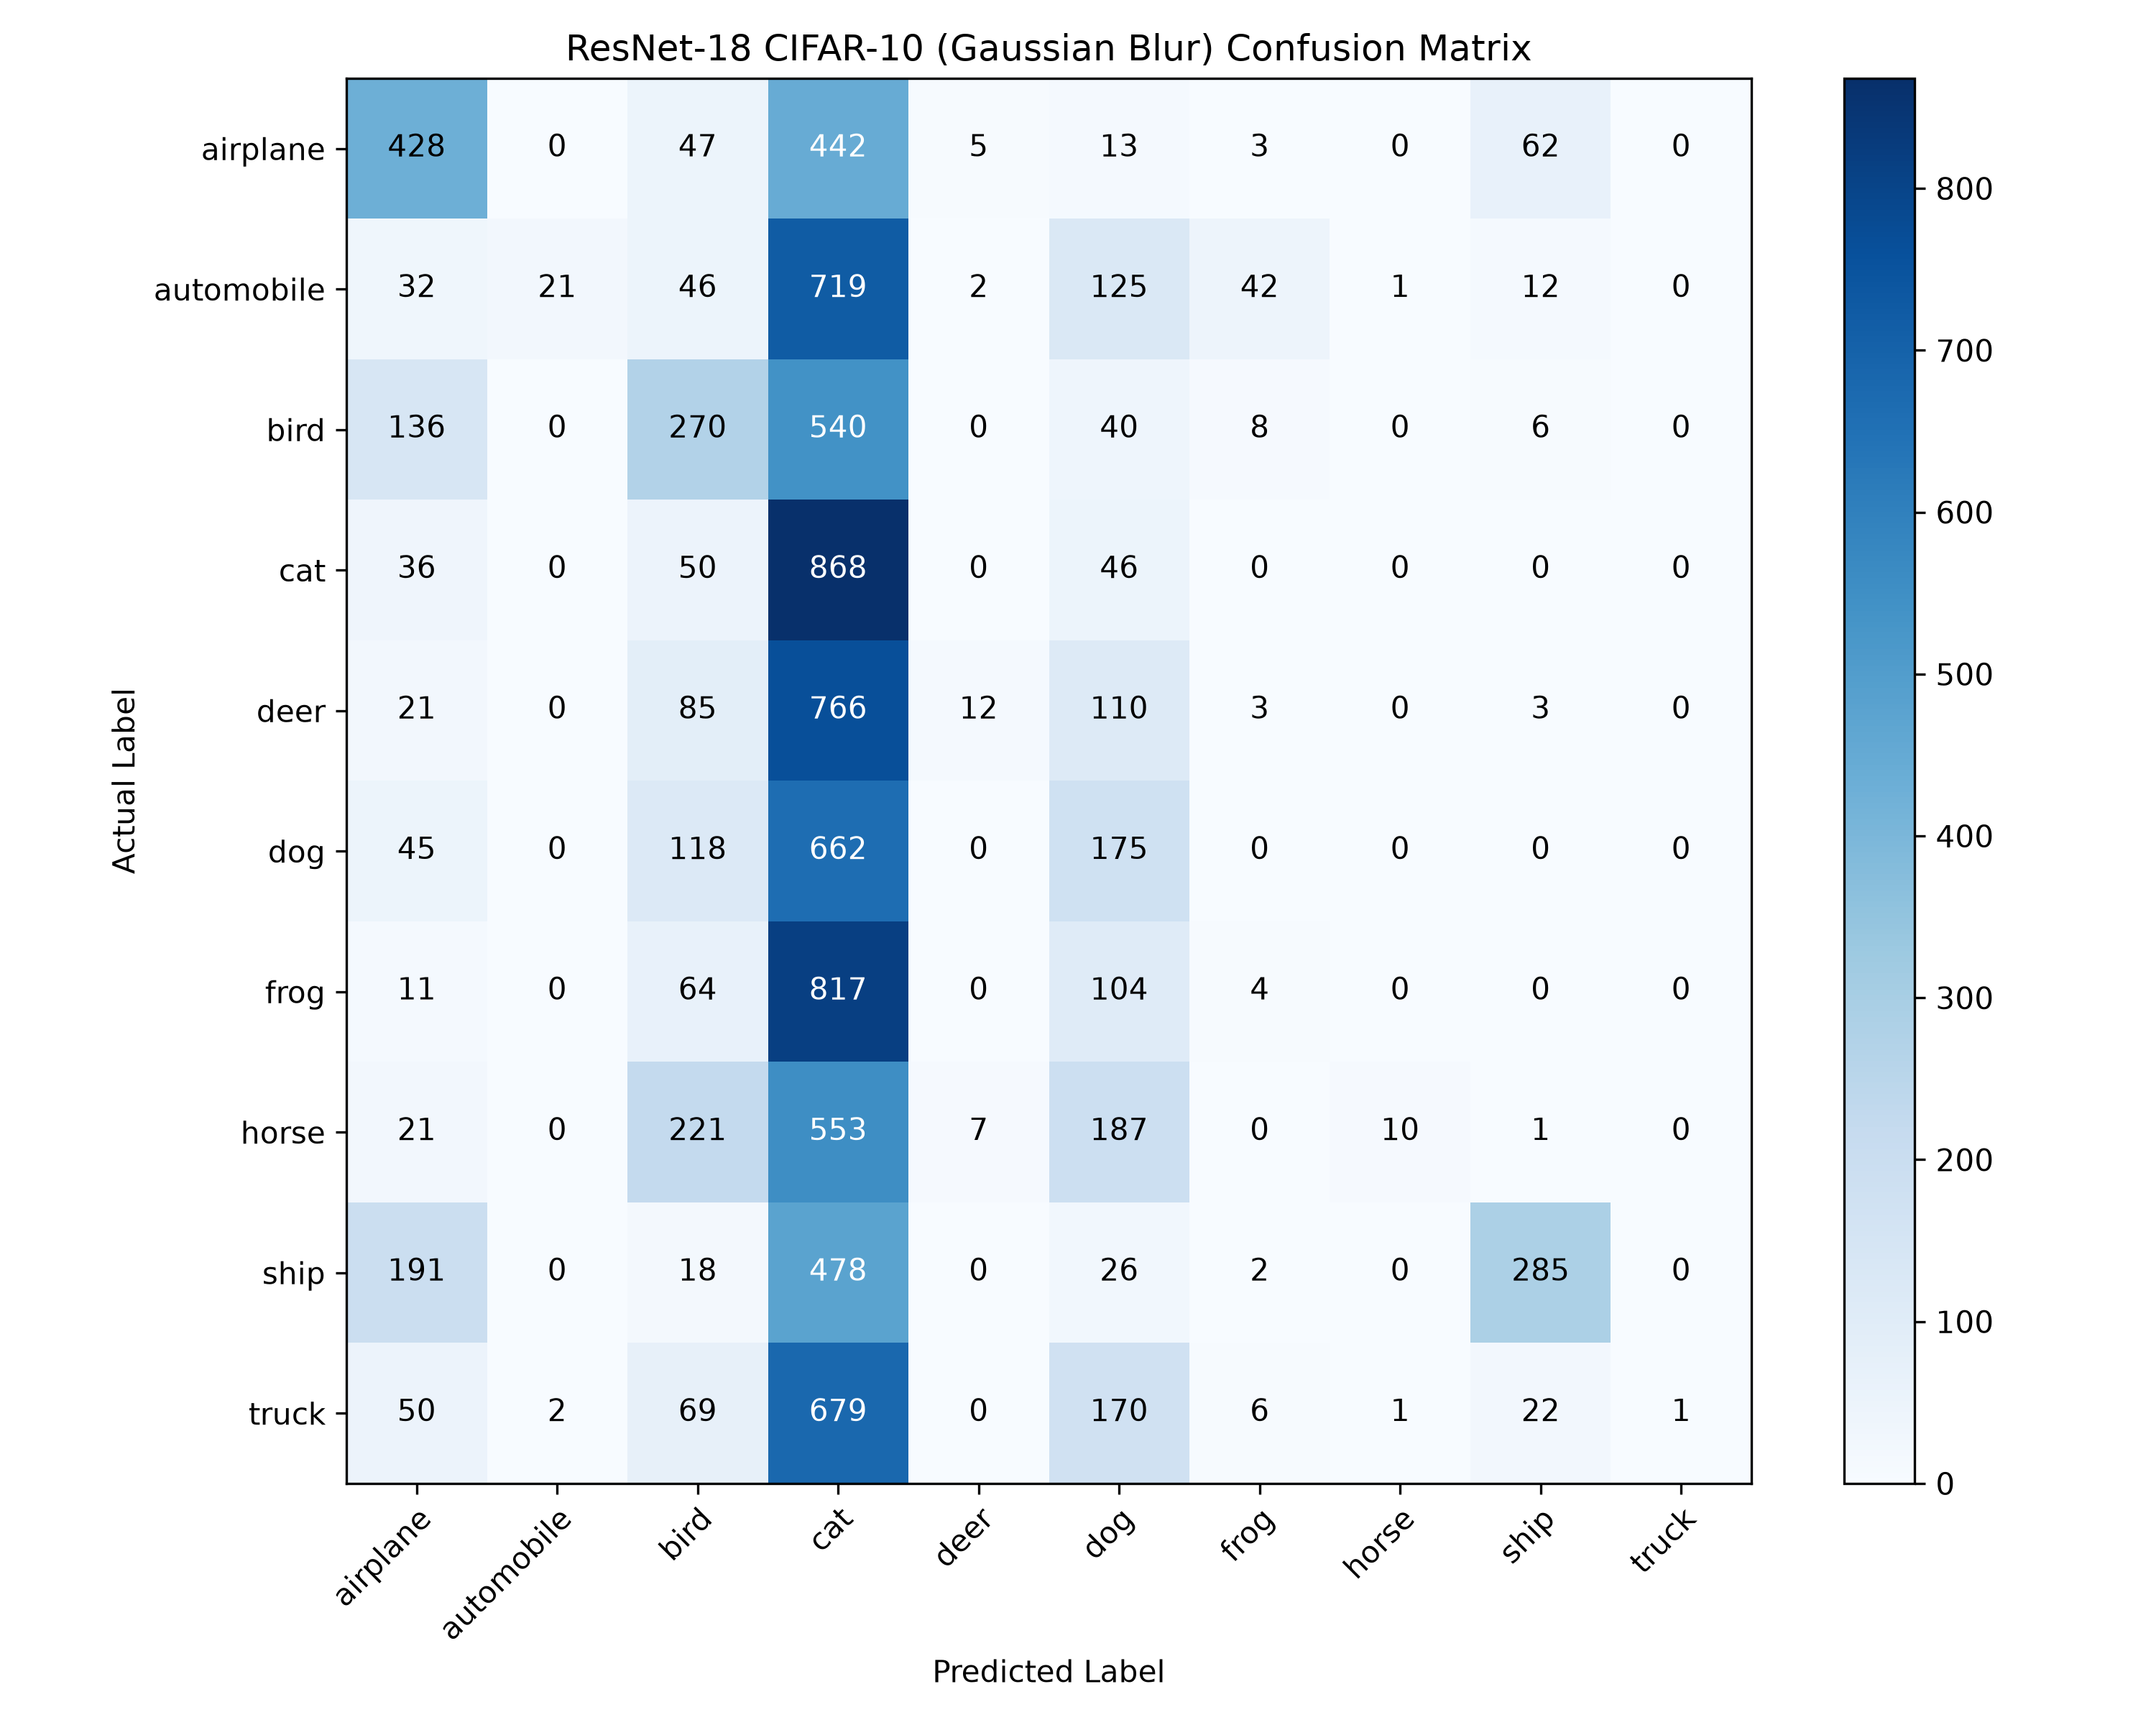 ResNet-18 CIFAR-10 (Gaussian Blur) Confusion Matrix
airplane 428 0 47 442 5 13 3 0 62 0
automobile 32 21 46 719 2 125 42 1 12 0
bird 136 0 270 540 0 40 8 0 6 0
cat 36 0 50 868 0 46 0 0 0 0
deer 21 0 85 766 12 110 3 0 3 0
dog 45 0 118 662 0 175 0 0 0 0
frog 11 0 64 817 0 104 4 0 0 0
horse 21 0 221 553 7 187 0 10 1 0
ship 191 0 18 478 0 26 2 0 285 0
truck 50 2 69 679 0 170 6 1 22 1
airplane automobile bird cat deer dog frog horse ship truck
Predicted Label
Actual Label
800
700
600
500
400
300
200
100
0